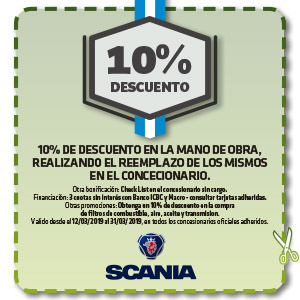 10%
DESCUENTO
10% DE DESCUENTO EN LA MANO DE OBRA,
REALIZANDO EL REEMPLAZO DE LOS MISMOS
EN EL CONCECIONARIO.
Otra bonificación: Check List en el concesionario sin cargo.
Financiación: 3 cuotas sin interés con Banco ICBC y Macro - consultar tarjetas adheridas.
Otras promociones: Obtenga en 10% de descuento en la compra
de filtros de combustible, aire, aceite y transmision.
Valido desde el 12/03/2019 al 31/03/2019, en todos los concesionarios oficiales adheridos.
SCANIA